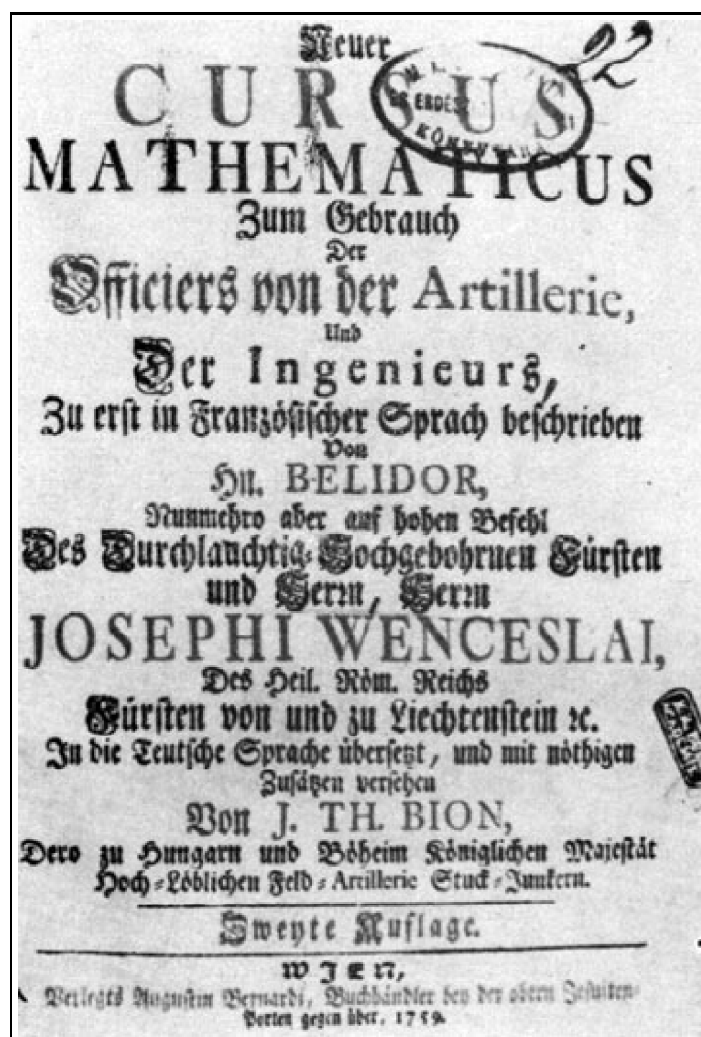 Neuer
22
CURSUS
MATHEMATICUS
Zum Gebrauch
Der
Officiers von der Artillerie,
Und
Der Ingenieurs,
Zu erst in Französischer Sprach beschrieben
Von
Hn. BELIDOR,
Nunmehro aber auf hohen Befehl
Des Durchlauchtig-Hochgebohrnen Fürsten
und Herrn, Herrn
JOSEPHI WENCESLAI,
Des Heil. Röm. Reichs
Fürsten von und zu Liechtenstein ꝛc.
In die Teutsche Sprache übersetzt, und mit nöthigen
Zusätzen versehen
Von J. TH. BION,
Dero zu Hungarn und Böheim Königlichen Majestät
Hoch-Löblichen Feld-Artillerie Stuck-Junkern.
Zweyte Auflage.
WIEN,
Verlegts Augustin Bernardi, Buchhändler bey der obern Jesuiten-
Porten gegen über, 1759.